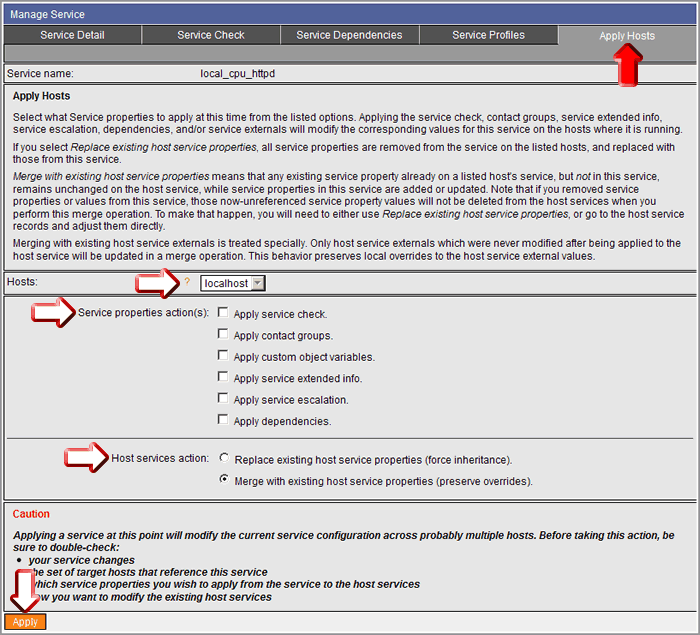 Manage Service
Service Detail
Service Check
Service Dependencies
Service Profiles
Apply Hosts
Service name: local_cpu_httpd
Apply Hosts
Select what Service properties to apply at this time from the listed options. Applying the service check, contact groups, service extended info,
service escalation, dependencies, and/or service externals will modify the corresponding values for this service on the hosts where it is running.
If you select Replace existing host service properties, all service properties are removed from the service on the listed hosts, and replaced with
those from this service.
Merge with existing host service properties means that any existing service property already on a listed host's service, but not in this service,
remains unchanged on the host service, while service properties in this service are added or updated. Note that if you removed service
properties or values from this service, those now-unreferenced service property values will not be deleted from the host services when you
perform this merge operation. To make that happen, you will need to either use Replace existing host service properties, or go to the host service
records and adjust them directly.
Merging with existing host service externals is treated specially. Only host service externals which were never modified after being applied to the
host service will be updated in a merge operation. This behavior preserves local overrides to the host service external values.
Hosts: ? localhost
Service properties action(s): Apply service check.
Apply contact groups.
Apply custom object variables.
Apply service extended info.
Apply service escalation.
Apply dependencies.
Host services action: Replace existing host service properties (force inheritance).
Merge with existing host service properties (preserve overrides).
Caution
Applying a service at this point will modify the current service configuration across probably multiple hosts. Before taking this action, be
sure to double-check:
• your service changes
the set of target hosts that reference this service
which service properties you wish to apply from the service to the host services
you want to modify the existing host services
Apply